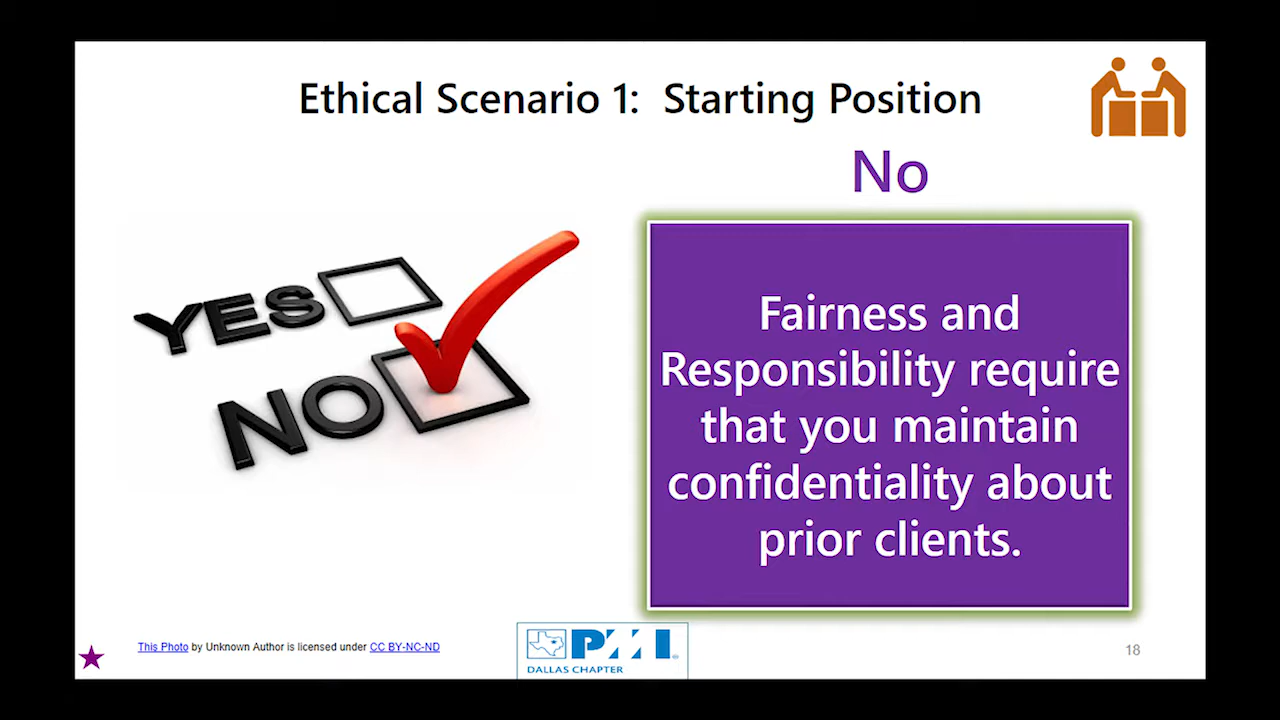 Ethical Scenario 1: Starting Position
No
YES
NO
Fairness and
Responsibility require
that you maintain
confidentiality about
prior clients.
This Photo by Unknown Author is licensed under CC BY-NC-ND
PMI
DALLAS CHAPTER
18